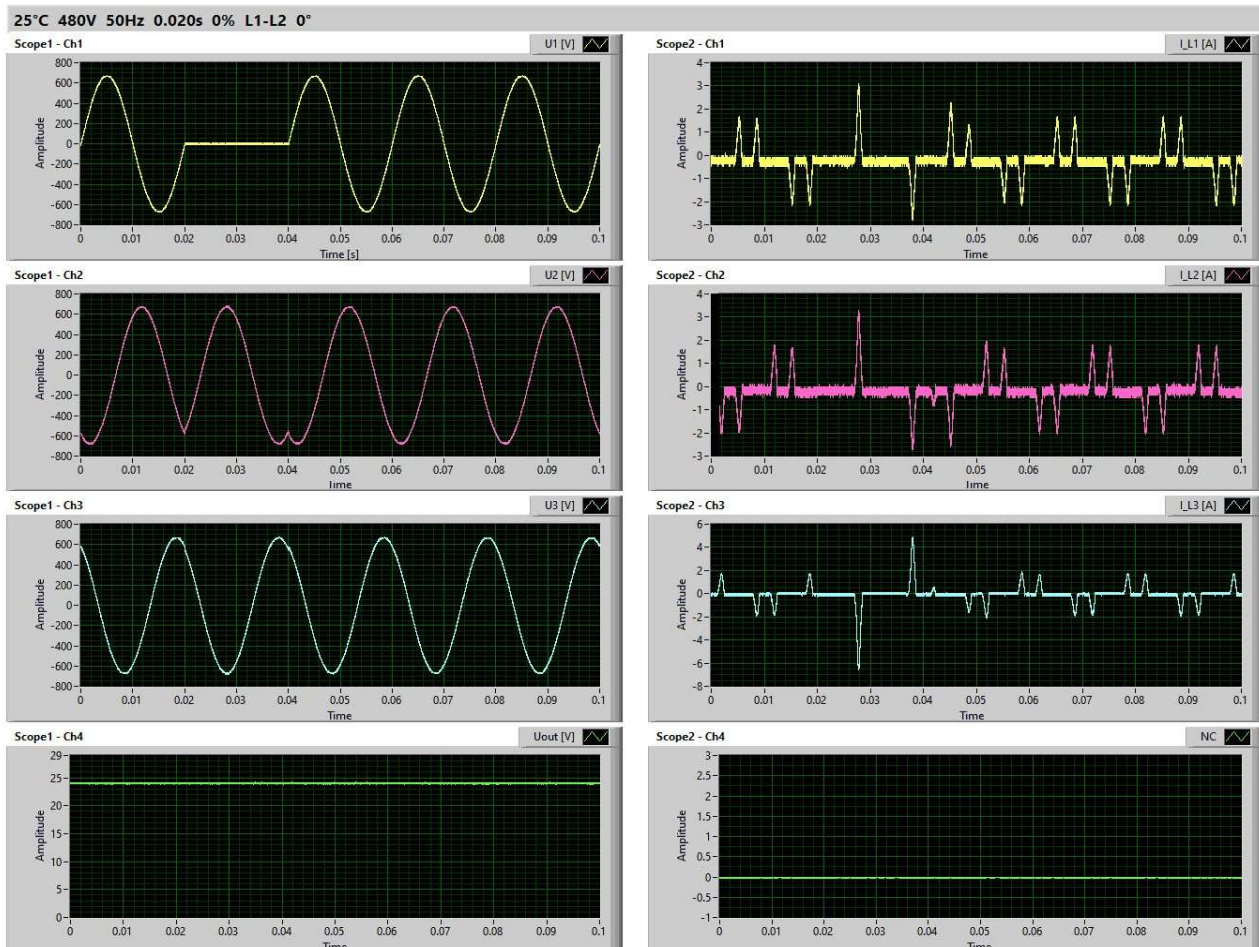 25°C 480V 50Hz 0.020s 0% L1-L2 0°
Scope1 - Ch1
U1 [V]
Amplitude
800
600
400
200
0
-200
-400
-600
-800
0 0.01 0.02 0.03 0.04 0.05 0.06 0.07 0.08 0.09 0.1
Time [s]
Scope2 - Ch1
I_L1 [A]
Amplitude
4
3
2
1
0
-1
-2
-3
0 0.01 0.02 0.03 0.04 0.05 0.06 0.07 0.08 0.09 0.1
Time
Scope1 - Ch2
U2 [V]
Amplitude
800
600
400
200
0
-200
-400
-600
-800
0 0.01 0.02 0.03 0.04 0.05 0.06 0.07 0.08 0.09 0.1
Time
Scope2 - Ch2
I_L2 [A]
Amplitude
4
3
2
1
0
-1
-2
-3
0 0.01 0.02 0.03 0.04 0.05 0.06 0.07 0.08 0.09 0.1
Time
Scope1 - Ch3
U3 [V]
Amplitude
800
600
400
200
0
-200
-400
-600
-800
0 0.01 0.02 0.03 0.04 0.05 0.06 0.07 0.08 0.09 0.1
Time
Scope2 - Ch3
I_L3 [A]
Amplitude
6
4
2
0
-2
-4
-6
-8
0 0.01 0.02 0.03 0.04 0.05 0.06 0.07 0.08 0.09 0.1
Time
Scope1 - Ch4
Uout [V]
Amplitude
29
25
20
15
10
5
0
0 0.01 0.02 0.03 0.04 0.05 0.06 0.07 0.08 0.09 0.1
Time
Scope2 - Ch4
NC
Amplitude
3
2.5
2
1.5
1
0.5
0
-0.5
-1
0 0.01 0.02 0.03 0.04 0.05 0.06 0.07 0.08 0.09 0.1
Time